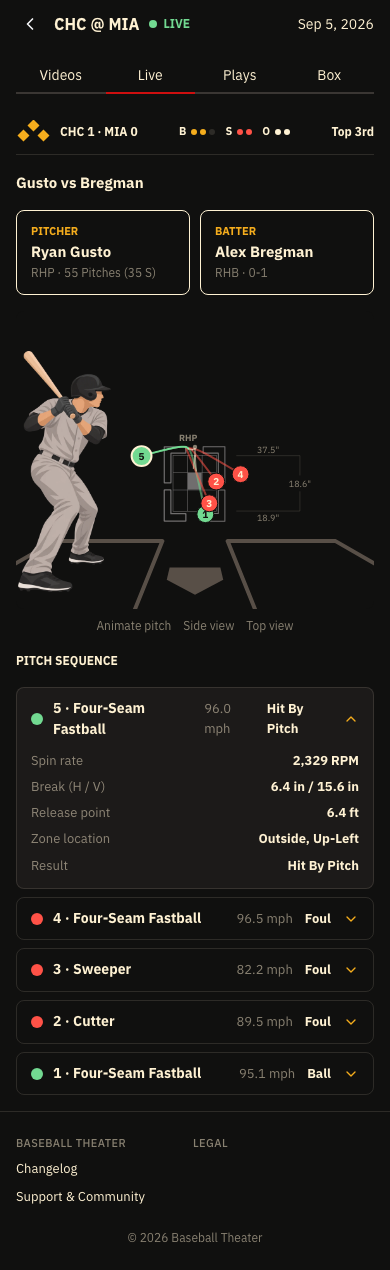 CHC @ MIA LIVE Sep 5, 2026
Videos Live Plays Box
CHC 1 · MIA 0 B S O Top 3rd
Gusto vs Bregman
PITCHER
Ryan Gusto
RHP · 55 Pitches (35 S)
BATTER
Alex Bregman
RHB · 0-1
RHP
5
4
2
3
1
37.5"
18.6"
18.9"
Animate pitch Side view Top view
PITCH SEQUENCE
5 · Four-Seam Fastball 96.0 mph Hit By Pitch
Spin rate 2,329 RPM
Break (H / V) 6.4 in / 15.6 in
Release point 6.4 ft
Zone location Outside, Up-Left
Result Hit By Pitch
4 · Four-Seam Fastball 96.5 mph Foul
3 · Sweeper 82.2 mph Foul
2 · Cutter 89.5 mph Foul
1 · Four-Seam Fastball 95.1 mph Ball
BASEBALL THEATER
Changelog
Support & Community
LEGAL
© 2026 Baseball Theater